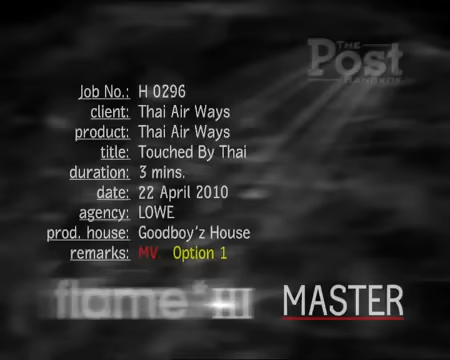 THE
Post
BANGKOK
Job No.: H 0296
client: Thai Air Ways
product: Thai Air Ways
title: Touched By Thai
duration: 3 mins.
date: 22 April 2010
agency: LOWE
prod. house: Goodboy'z House
remarks: MV Option 1
flame* III MASTER